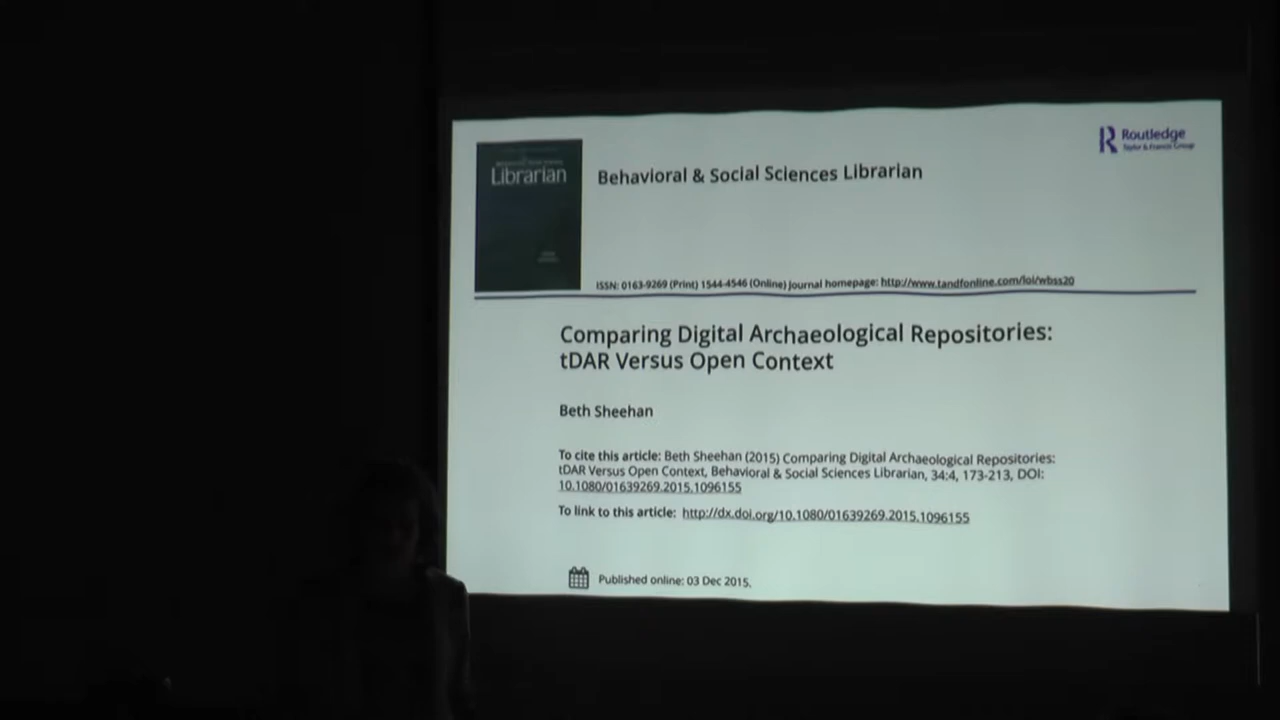 Routledge
Taylor & Francis Group
Librarian
Behavioral & Social Sciences Librarian
ISSN: 0163-9269 (Print) 1544-4546 (Online) Journal homepage: http://www.tandfonline.com/loi/wbss20
Comparing Digital Archaeological Repositories:
tDAR Versus Open Context
Beth Sheehan
To cite this article: Beth Sheehan (2015) Comparing Digital Archaeological Repositories:
tDAR Versus Open Context, Behavioral & Social Sciences Librarian, 34:4, 173-213, DOI:
10.1080/01639269.2015.1096155
To link to this article: http://dx.doi.org/10.1080/01639269.2015.1096155
Published online: 03 Dec 2015.